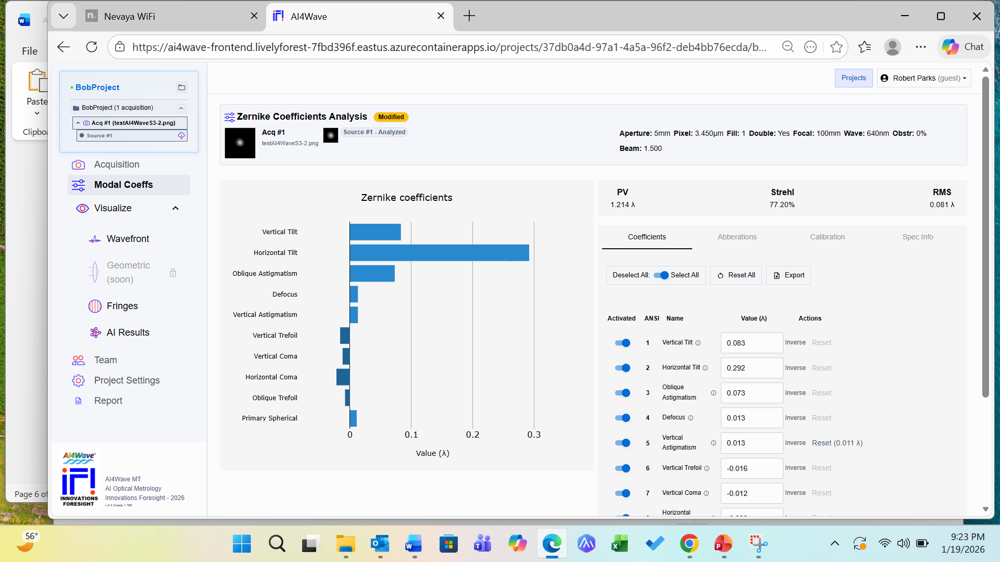 Nevaya WiFi
AI4Wave
File
https://ai4wave-frontend.livelyforest-7fbd396f.eastus.azurecontainerapps.io/projects/37db0a4d-97a1-4a5a-96f2-deb4bb76ecda/b...
Chat
Paste
Clipboa
Page 6 of
BobProject
BobProject (1 acquisition)
Acq #1 (testAI4WaveS3-2.png)
Source #1
Acquisition
Modal Coeffs
Visualize
Wavefront
Geometric
(soon)
Fringes
AI Results
Team
Project Settings
Report
AI4Wave
IF!
INNOVATIONS
FORESIGHT
AI4Wave MT
AI Optical Metrology
Innovations Foresight - 2026
v.0.4.0-beta.1.789
Projects
Robert Parks (guest)
Zernike Coefficients Analysis Modified
Acq #1
testAI4WaveS3-2.png
Source #1 - Analyzed
Aperture: 5mm Pixel: 3.450μm Fill: 1 Double: Yes Focal: 100mm Wave: 640nm Obstr: 0%
Beam: 1.500
Zernike coefficients
Vertical Tilt
Horizontal Tilt
Oblique Astigmatism
Defocus
Vertical Astigmatism
Vertical Trefoil
Vertical Coma
Horizontal Coma
Oblique Trefoil
Primary Spherical
0 0.1 0.2 0.3
Value (λ)
PV Strehl RMS
1.214 λ 77.20% 0.081 λ
Coefficients Abberations Calibration Spec Info
Deselect All: Select All Reset All Export
Activated ANSI Name Value (λ) Actions
1 Vertical Tilt 0.083 Inverse Reset
2 Horizontal Tilt 0.292 Inverse Reset
3 Oblique Astigmatism 0.073 Inverse Reset
4 Defocus 0.013 Inverse Reset
5 Vertical Astigmatism 0.013 Inverse Reset (0.011 λ)
6 Vertical Trefoil -0.016 Inverse Reset
7 Vertical Coma -0.012 Inverse Reset
Horizontal
56°
9:23 PM
1/19/2026